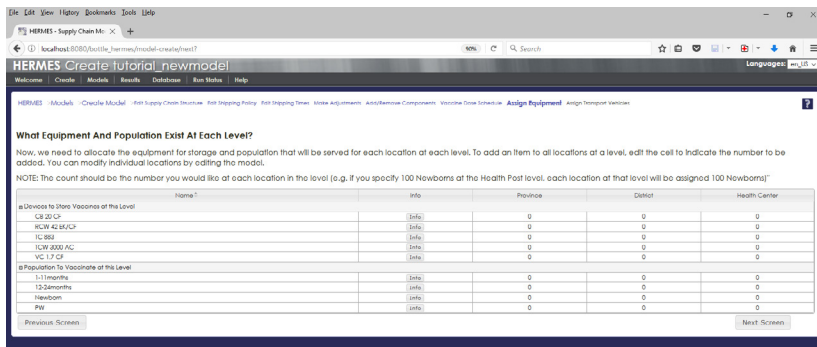 File Edit View History Bookmarks Tools Help
HERMES - Supply Chain Mo
localhost:8080/bottle_hermes/model-create/next?
90%
Search
HERMES Create tutorial_newmodel
Languages: en_US
Welcome Create Models Results Database Run Status Help
HERMES >Models >Create Model >Edit Supply Chain Structure Edit Shipping Policy Edit Shipping Times Make Adjustments Add/Remove Components Vaccine Dose Schedule Assign Equipment Assign Transport Vehicles
?
What Equipment And Population Exist At Each Level?
Now, we need to allocate the equipment for storage and population that will be served for each location at each level. To add an item to all locations at a level, edit the cell to indicate the number to be
added. You can modify individual locations by editing the model.
NOTE: The count should be the number you would like at each location in the level (e.g. if you specify 100 Newborns at the Health Post level, each location at that level will be assigned 100 Newborns)"
Name Info Province District Health Center
Devices to Store Vaccines at this Level
CB 20 CF Info 0 0 0
RCW 42 EK/CF Info 0 0 0
TC 883 Info 0 0 0
TCW 3000 AC Info 0 0 0
VC 1.7 CF Info 0 0 0
Population To Vaccinate at this Level
1-11months Info 0 0 0
12-24months Info 0 0 0
Newborn Info 0 0 0
PW Info 0 0 0
Previous Screen
Next Screen